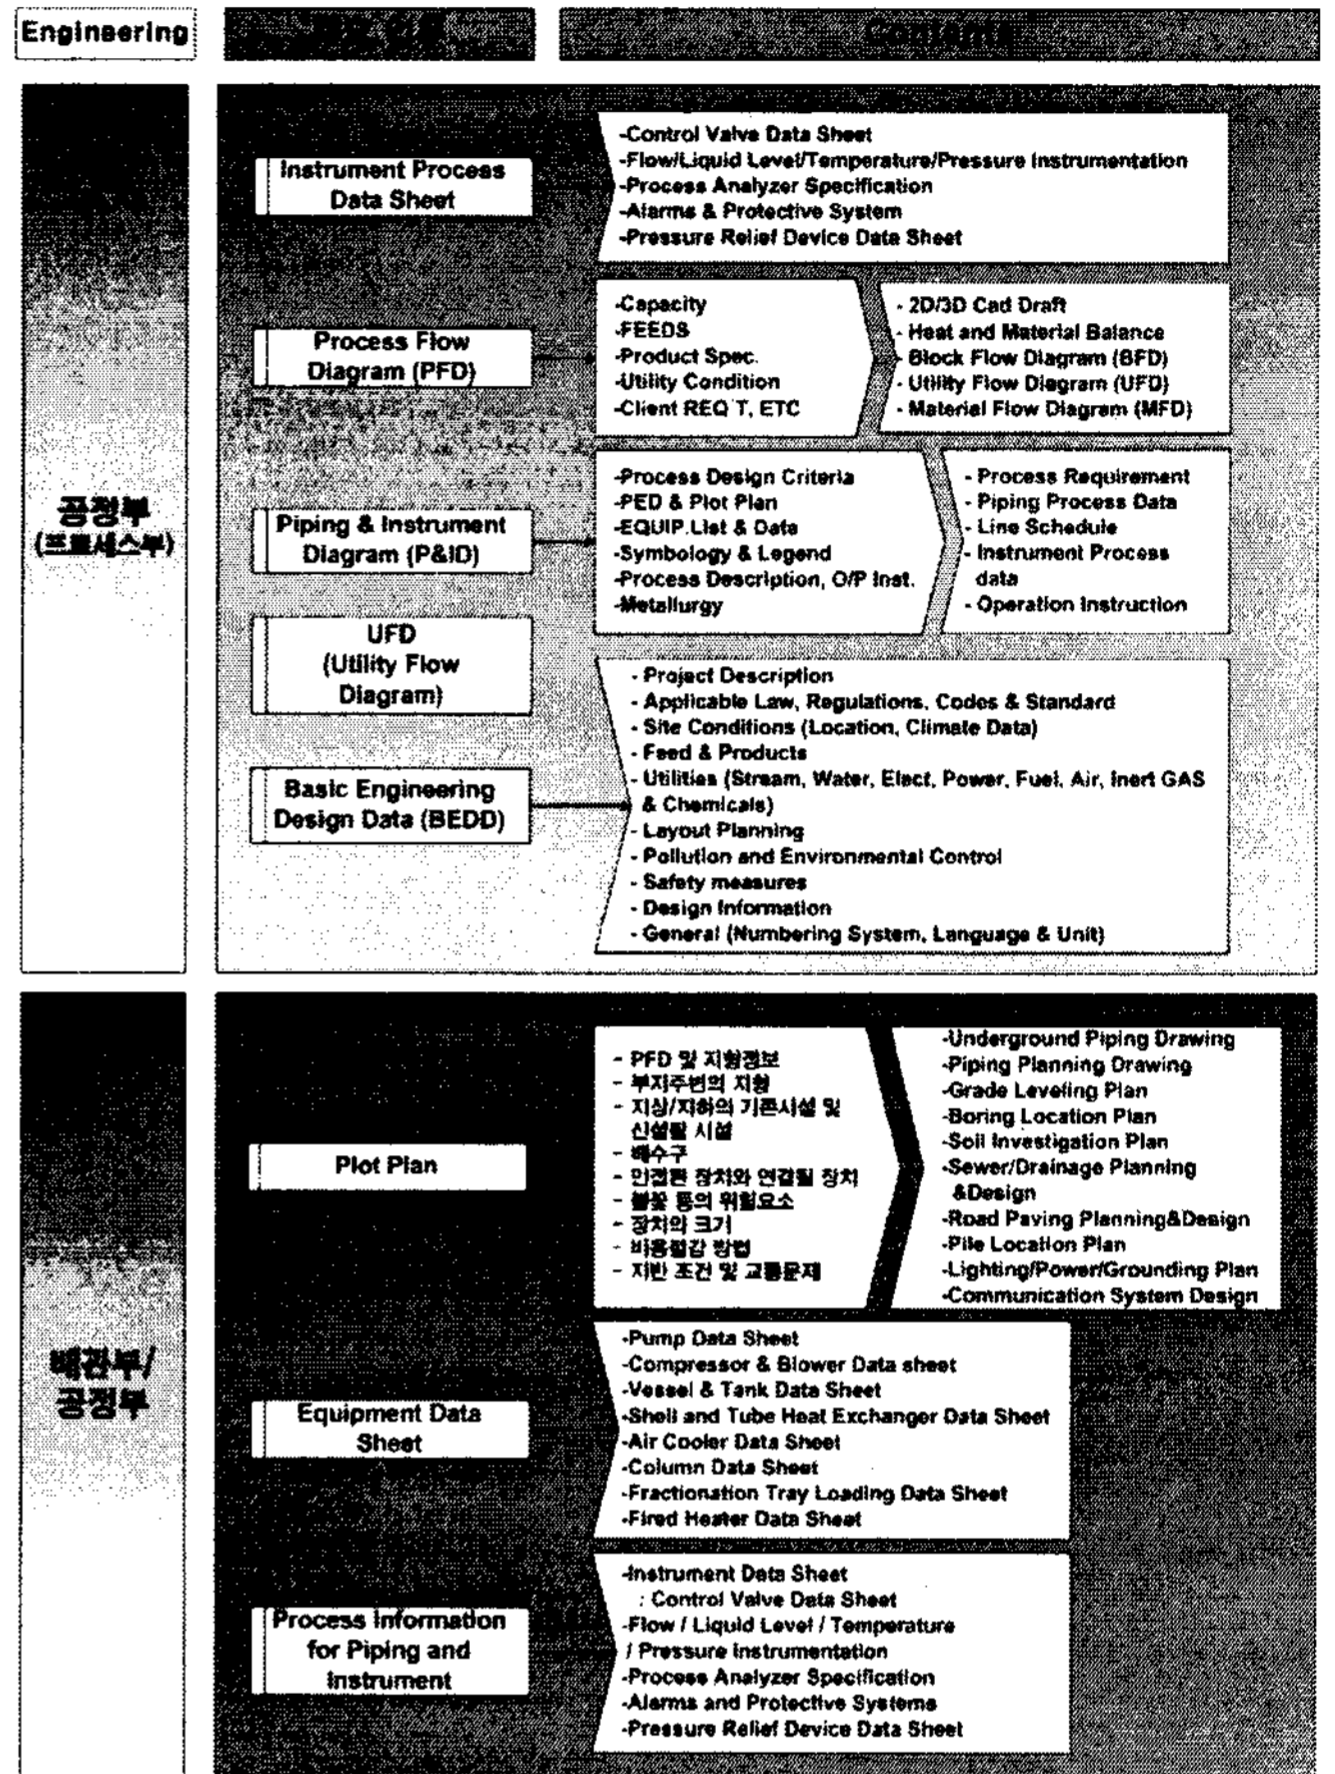 Engineering
Contents
-Control Valve Data Sheet
-Flow/Liquid Level/Temperature/Pressure Instrumentation
-Process Analyzer Specification
-Alarms & Protective System
-Pressure Relief Device Data Sheet
Instrument Process
Data Sheet
-Capacity
-FEEDS
-Product Spec.
-Utility Condition
-Client REQ'T, ETC
- 2D/3D Cad Draft
- Heat and Material Balance
- Block Flow Diagram (BFD)
- Utility Flow Diagram (UFD)
- Material Flow Diagram (MFD)
Process Flow
Diagram (PFD)
공정부
(프로세스부)
-Process Design Criteria
-PED & Plot Plan
-EQUIP.List & Data
-Symbology & Legend
-Process Description, O/P Inst.
-Metallurgy
- Process Requirement
- Piping Process Data
- Line Schedule
- Instrument Process
data
- Operation Instruction
Piping & Instrument
Diagram (P&ID)
UFD
(Utility Flow
Diagram)
- Project Description
- Applicable Law, Regulations, Codes & Standard
- Site Conditions (Location, Climate Data)
- Feed & Products
- Utilities (Stream, Water, Elect, Power, Fuel, Air, Inert GAS
& Chemicals)
- Layout Planning
- Pollution and Environmental Control
- Safety measures
- Design Information
- General (Numbering System, Language & Unit)
Basic Engineering
Design Data (BEDD)
배관부/
공정부
Plot Plan
- PFD 및 지형정보
- 부지주변의 지형
- 지상/지하의 기존시설 및
신설될 시설
- 배수구
- 인접된 장치와 연결될 장치
- 불꽃 등의 위험요소
- 장치의 크기
- 비용절감 방법
- 지반 조건 및 교통문제
-Underground Piping Drawing
-Piping Planning Drawing
-Grade Leveling Plan
-Boring Location Plan
-Soil Investigation Plan
-Sewer/Drainage Planning
&Design
-Road Paving Planning&Design
-Pile Location Plan
-Lighting/Power/Grounding Plan
-Communication System Design
Equipment Data
Sheet
-Pump Data Sheet
-Compressor & Blower Data sheet
-Vessel & Tank Data Sheet
-Shell and Tube Heat Exchanger Data Sheet
-Air Cooler Data Sheet
-Column Data Sheet
-Fractionation Tray Loading Data Sheet
-Fired Heater Data Sheet
Process Information
for Piping and
Instrument
-Instrument Data Sheet
: Control Valve Data Sheet
-Flow / Liquid Level / Temperature
/ Pressure Instrumentation
-Process Analyzer Specification
-Alarms and Protective Systems
-Pressure Relief Device Data Sheet